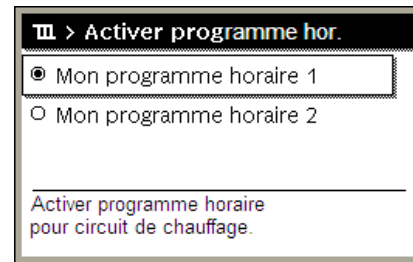 > Activer programme hor.
Mon programme horaire 1
Mon programme horaire 2
Activer programme horaire
pour circuit de chauffage.